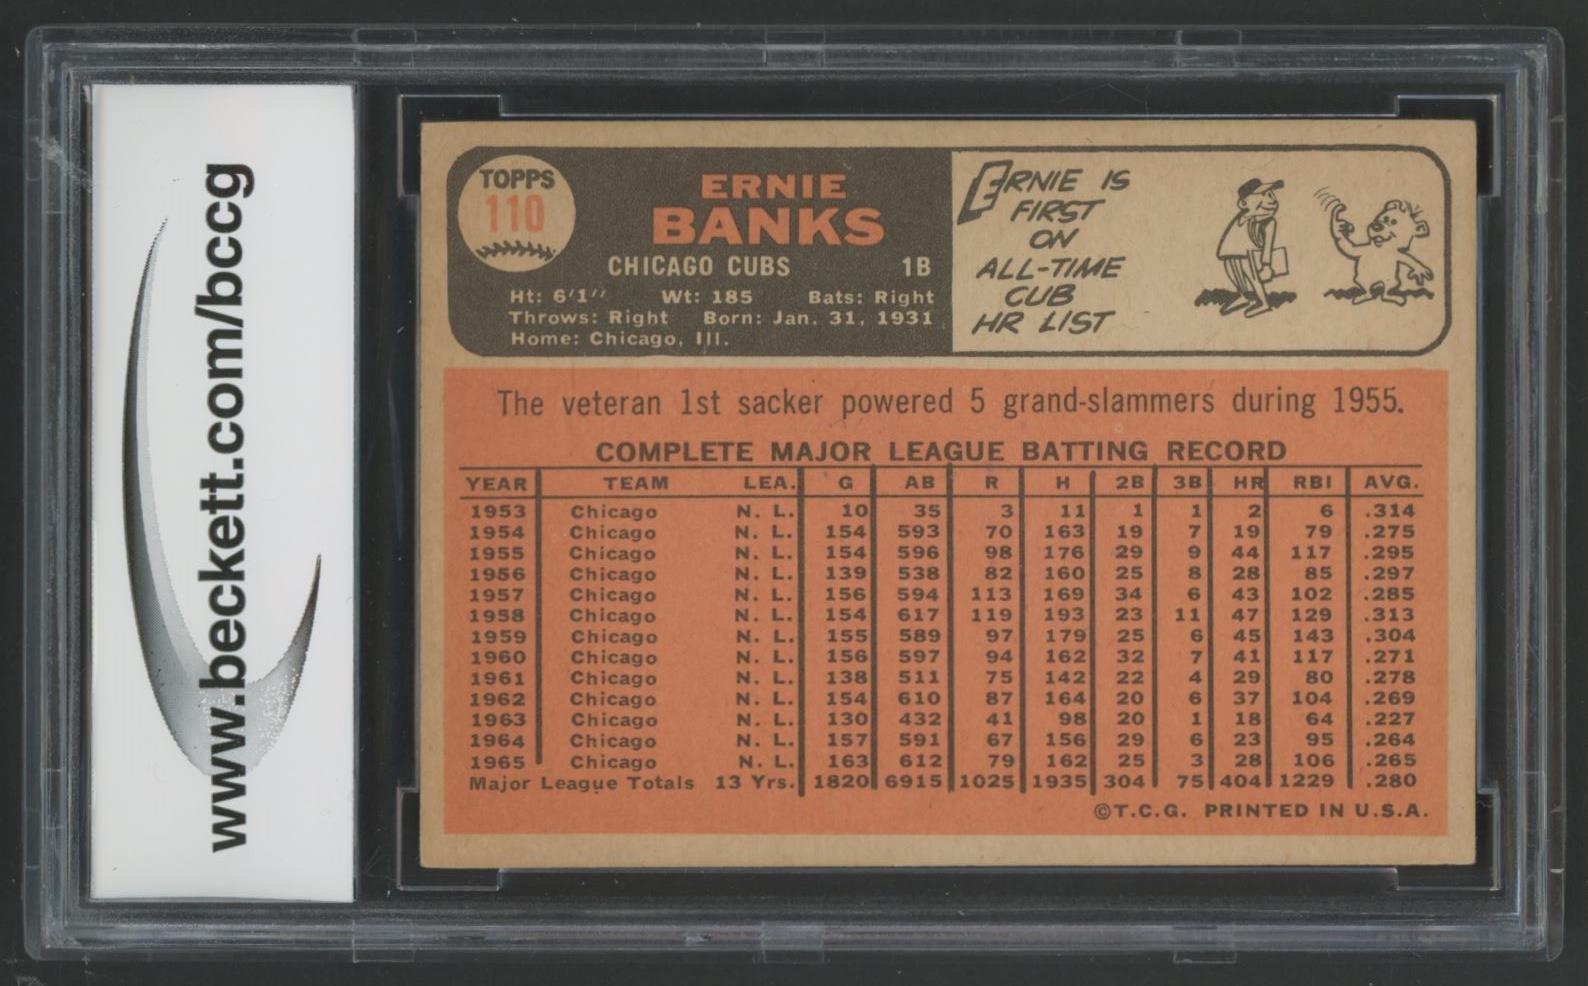 www.beckett.com/bccg
TOPPS
110
ERNIE
BANKS
CHICAGO CUBS 1B
Ht: 6'1" Wt: 185 Bats: Right
Throws: Right Born: Jan. 31, 1931
Home: Chicago, Ill.
ERNIE IS
FIRST
ON
ALL-TIME
CUB
HR LIST
The veteran 1st sacker powered 5 grand-slammers during 1955.
COMPLETE MAJOR LEAGUE BATTING RECORD
YEAR TEAM LEA. G AB R H 2B 3B HR RBI AVG.
1953 Chicago N. L. 10 35 3 11 1 1 2 6 .314
1954 Chicago N. L. 154 593 70 163 19 7 19 79 .275
1955 Chicago N. L. 154 596 98 176 29 9 44 117 .295
1956 Chicago N. L. 139 538 82 160 25 8 28 85 .297
1957 Chicago N. L. 156 594 113 169 34 6 43 102 .285
1958 Chicago N. L. 154 617 119 193 23 11 47 129 .313
1959 Chicago N. L. 155 589 97 179 25 6 45 143 .304
1960 Chicago N. L. 156 597 94 162 32 7 41 117 .271
1961 Chicago N. L. 138 511 75 142 22 4 29 80 .278
1962 Chicago N. L. 154 610 87 164 20 6 37 104 .269
1963 Chicago N. L. 130 432 41 98 20 1 18 64 .227
1964 Chicago N. L. 157 591 67 156 29 6 23 95 .264
1965 Chicago N. L. 163 612 79 162 25 3 28 106 .265
Major League Totals 13 Yrs. 1820 6915 1025 1935 304 75 404 1229 .280
©T.C.G. PRINTED IN U.S.A.